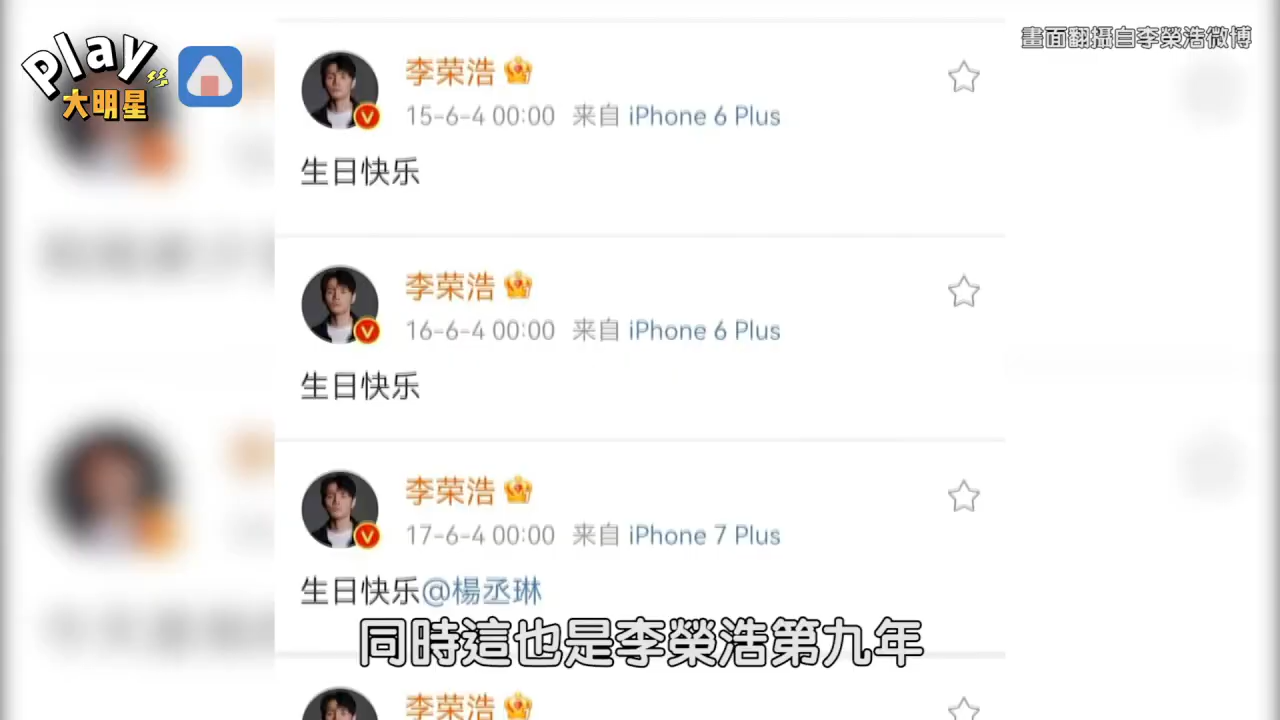 Play
大明星
畫面翻攝自李榮浩微博
李荣浩
15-6-4 00:00 来自 iPhone 6 Plus
生日快乐
李荣浩
16-6-4 00:00 来自 iPhone 6 Plus
生日快乐
李荣浩
17-6-4 00:00 来自 iPhone 7 Plus
生日快乐@楊丞琳
同時這也是李榮浩第九年
李荣浩